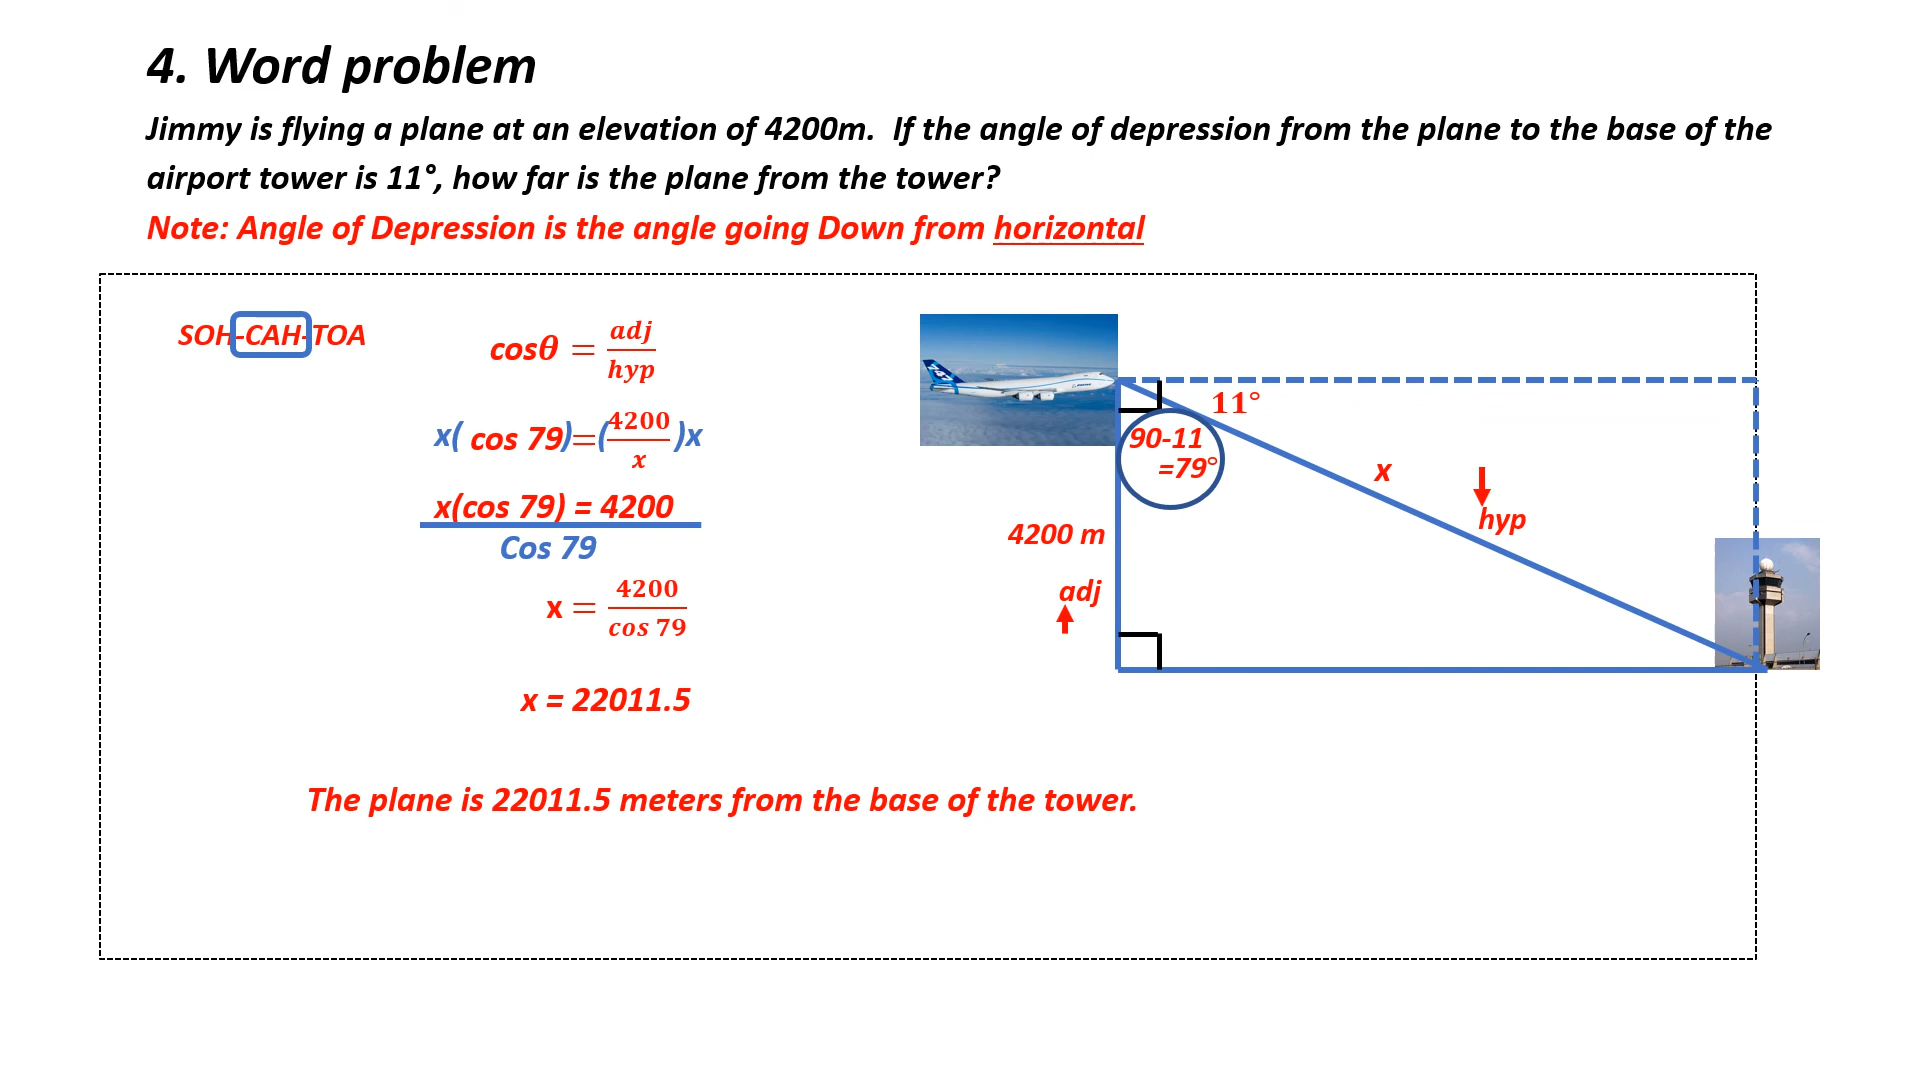 4. Word problem
Jimmy is flying a plane at an elevation of 4200m. If the angle of depression from the plane to the base of the
airport tower is 11°, how far is the plane from the tower?
Note: Angle of Depression is the angle going Down from horizontal
SOH-CAH-TOA
cosθ = adj/hyp
x( cos 79)=(4200/x)x
x(cos 79) = 4200
Cos 79
x = 4200/cos 79
x = 22011.5
The plane is 22011.5 meters from the base of the tower.
11°
90-11
=79°
x
hyp
4200 m
adj